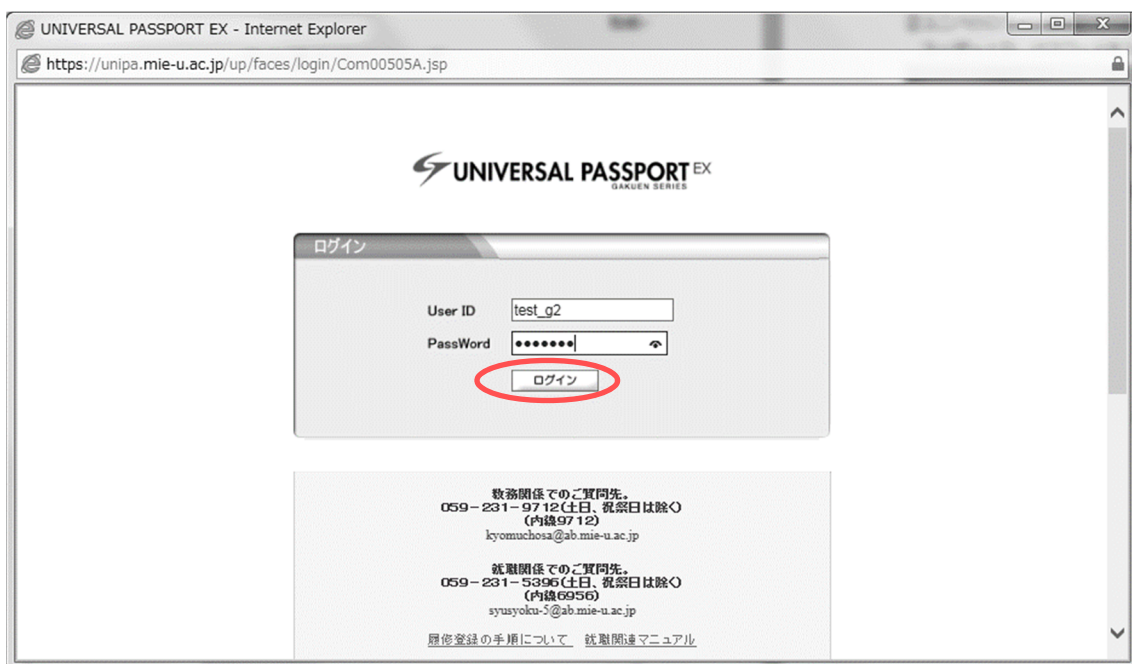 UNIVERSAL PASSPORT EX - Internet Explorer
https://unipa.mie-u.ac.jp/up/faces/login/Com00505A.jsp
UNIVERSAL PASSPORT EX
GAKUEN SERIES
ログイン
User ID test_g2
PassWord •••••••
ログイン
教務関係でのご質問先。
059-231-9712(土日、祝祭日は除く)
(内線9712)
kyomuchosa@ab.mie-u.ac.jp
就職関係でのご質問先。
059-231-5396(土日、祝祭日は除く)
(内線6956)
syusyoku-5@ab.mie-u.ac.jp
履修登録の手順について 就職関連マニュアル